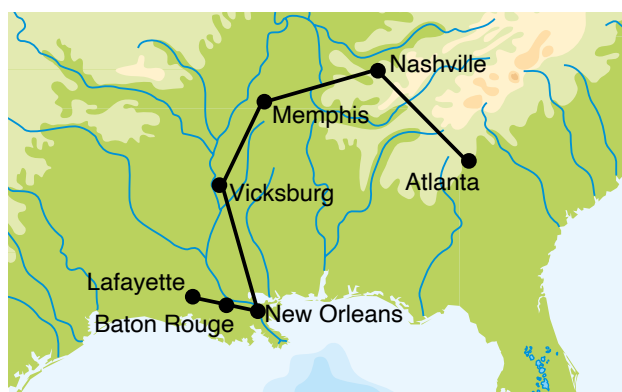 Nashville
Memphis
Atlanta
Vicksburg
Lafayette
New Orleans
Baton Rouge